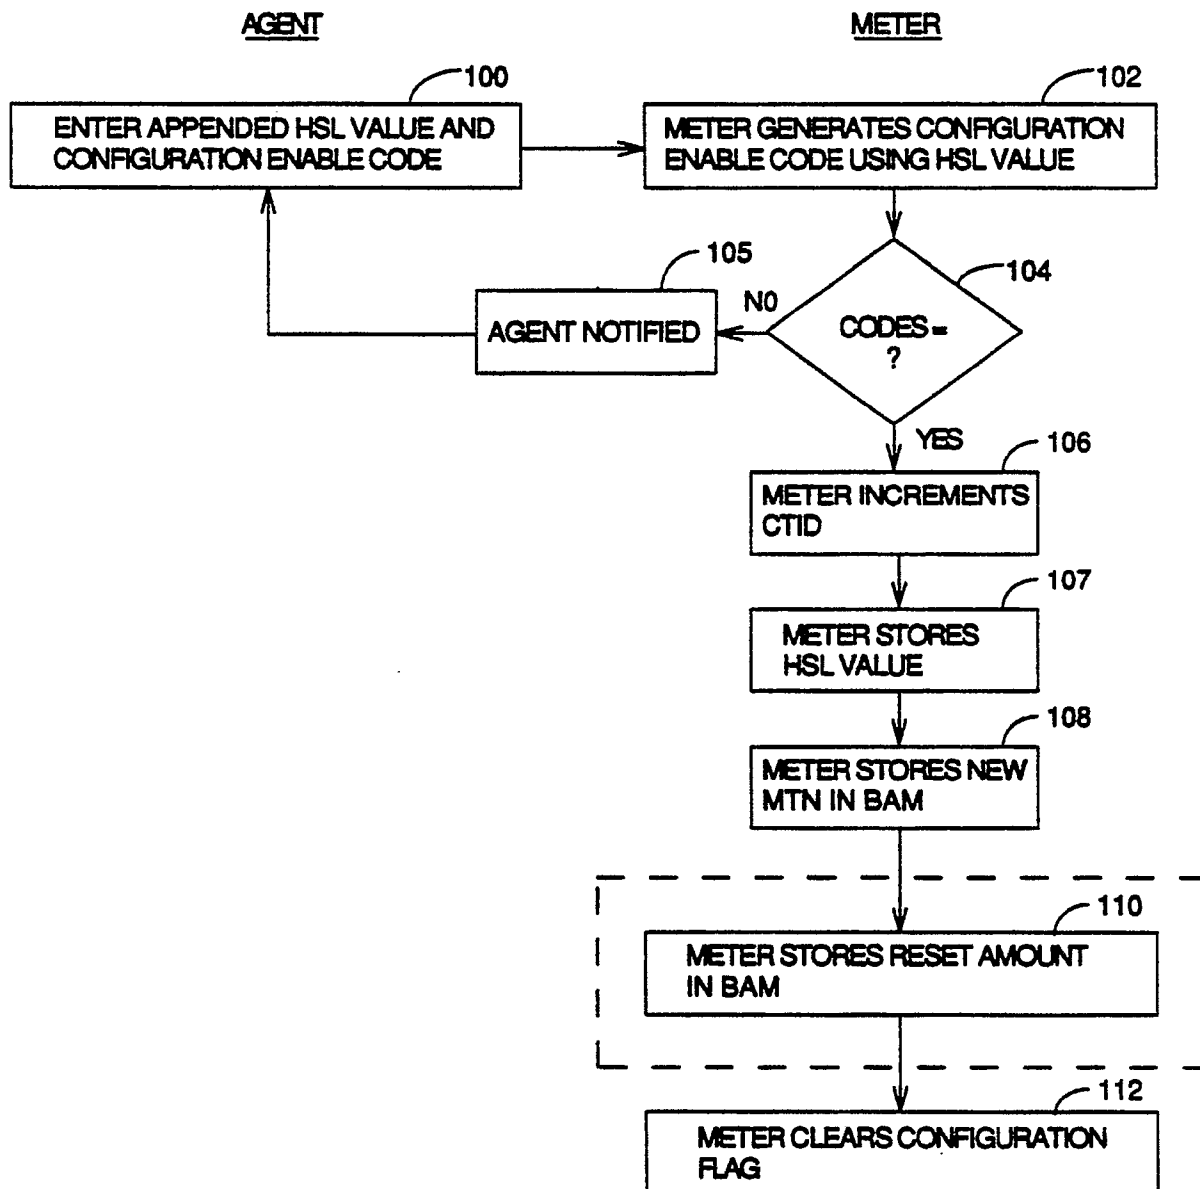 AGENT
METER
100
102
ENTER APPENDED HSL VALUE AND
CONFIGURATION ENABLE CODE
METER GENERATES CONFIGURATION
ENABLE CODE USING HSL VALUE
105
104
NO
AGENT NOTIFIED
CODES =
?
YES
106
METER INCREMENTS
CTID
107
METER STORES
HSL VALUE
108
METER STORES NEW
MTN IN BAM
110
METER STORES RESET AMOUNT
IN BAM
112
METER CLEARS CONFIGURATION
FLAG